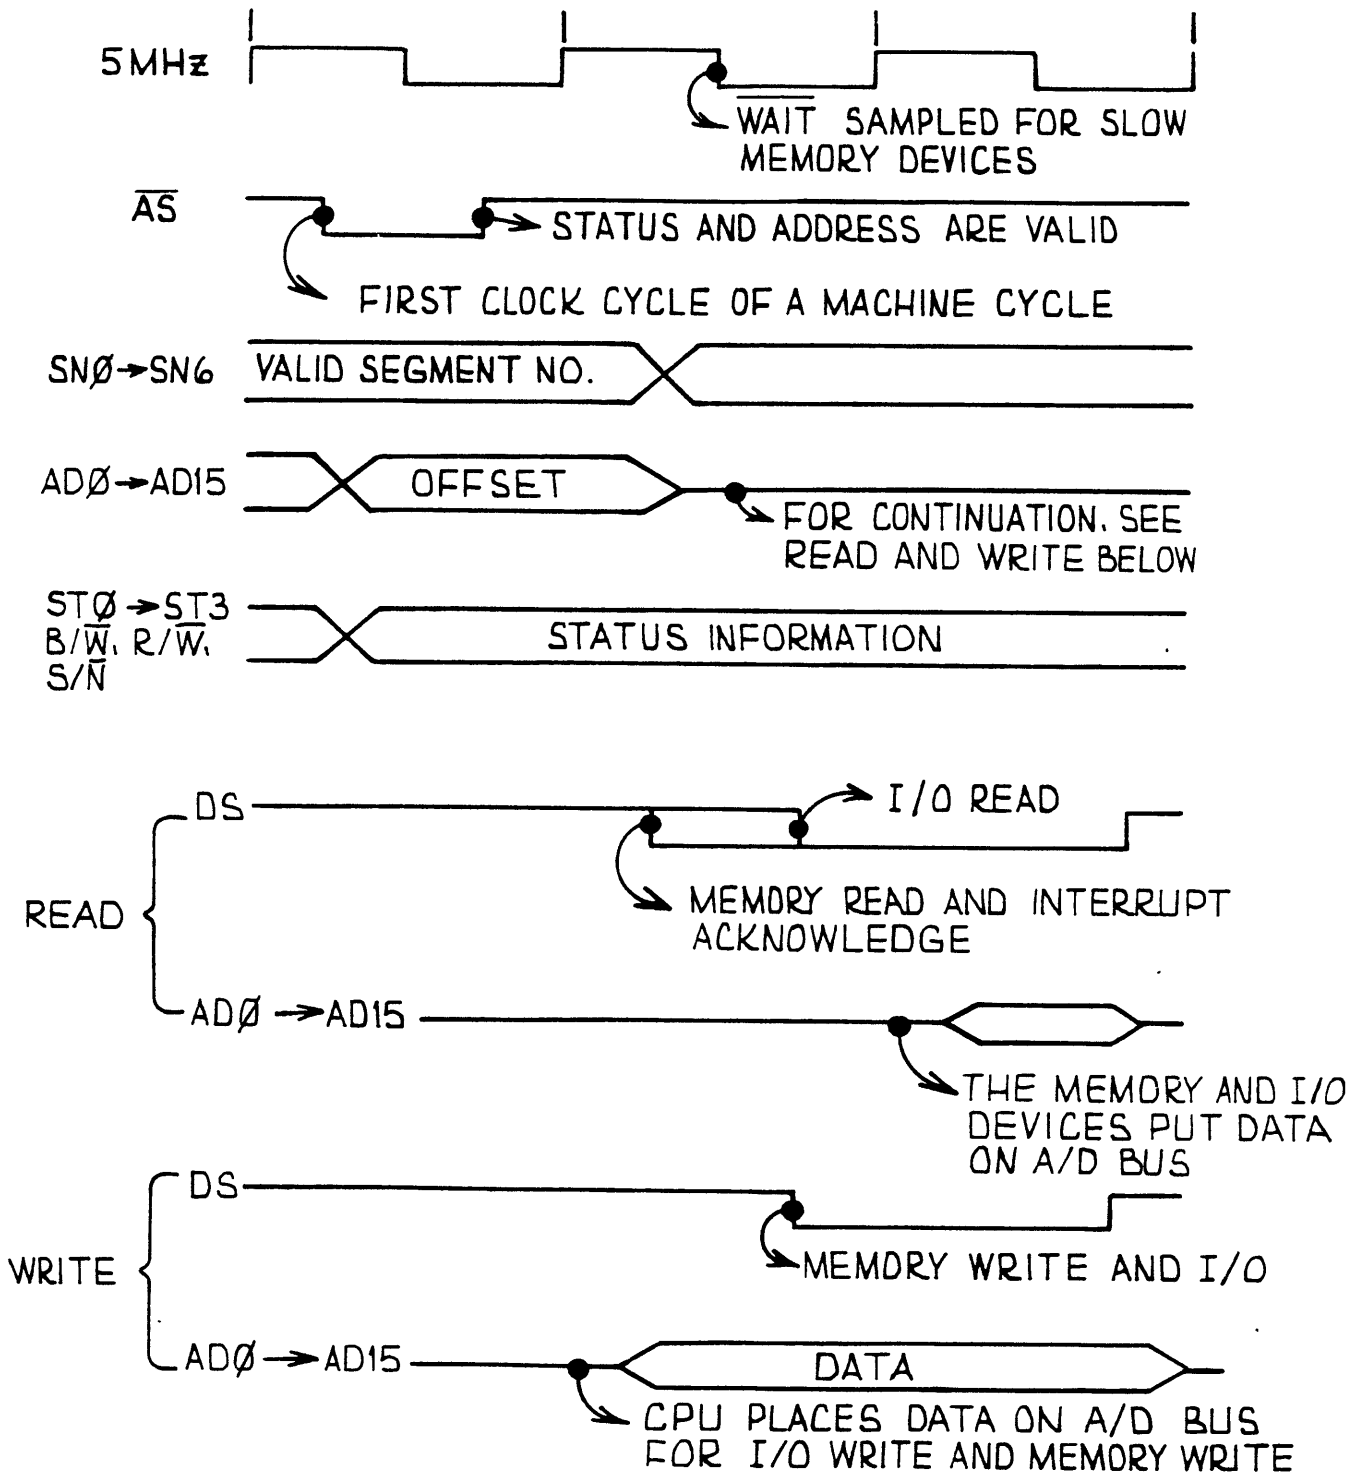 5MHz
W̅A̅I̅T̅ SAMPLED FOR SLOW
MEMORY DEVICES
A̅S̅
STATUS AND ADDRESS ARE VALID
FIRST CLOCK CYCLE OF A MACHINE CYCLE
SNØ→SN6
VALID SEGMENT NO.
ADØ→AD15
OFFSET
FOR CONTINUATION. SEE
READ AND WRITE BELOW
STØ→ST3
B/W̅, R/W̅,
S/N̅
STATUS INFORMATION
DS
I/O READ
READ
MEMORY READ AND INTERRUPT
ACKNOWLEDGE
ADØ→AD15
THE MEMORY AND I/O
DEVICES PUT DATA
ON A/D BUS
DS
WRITE
MEMORY WRITE AND I/O
ADØ→AD15
DATA
CPU PLACES DATA ON A/D BUS
FOR I/O WRITE AND MEMORY WRITE